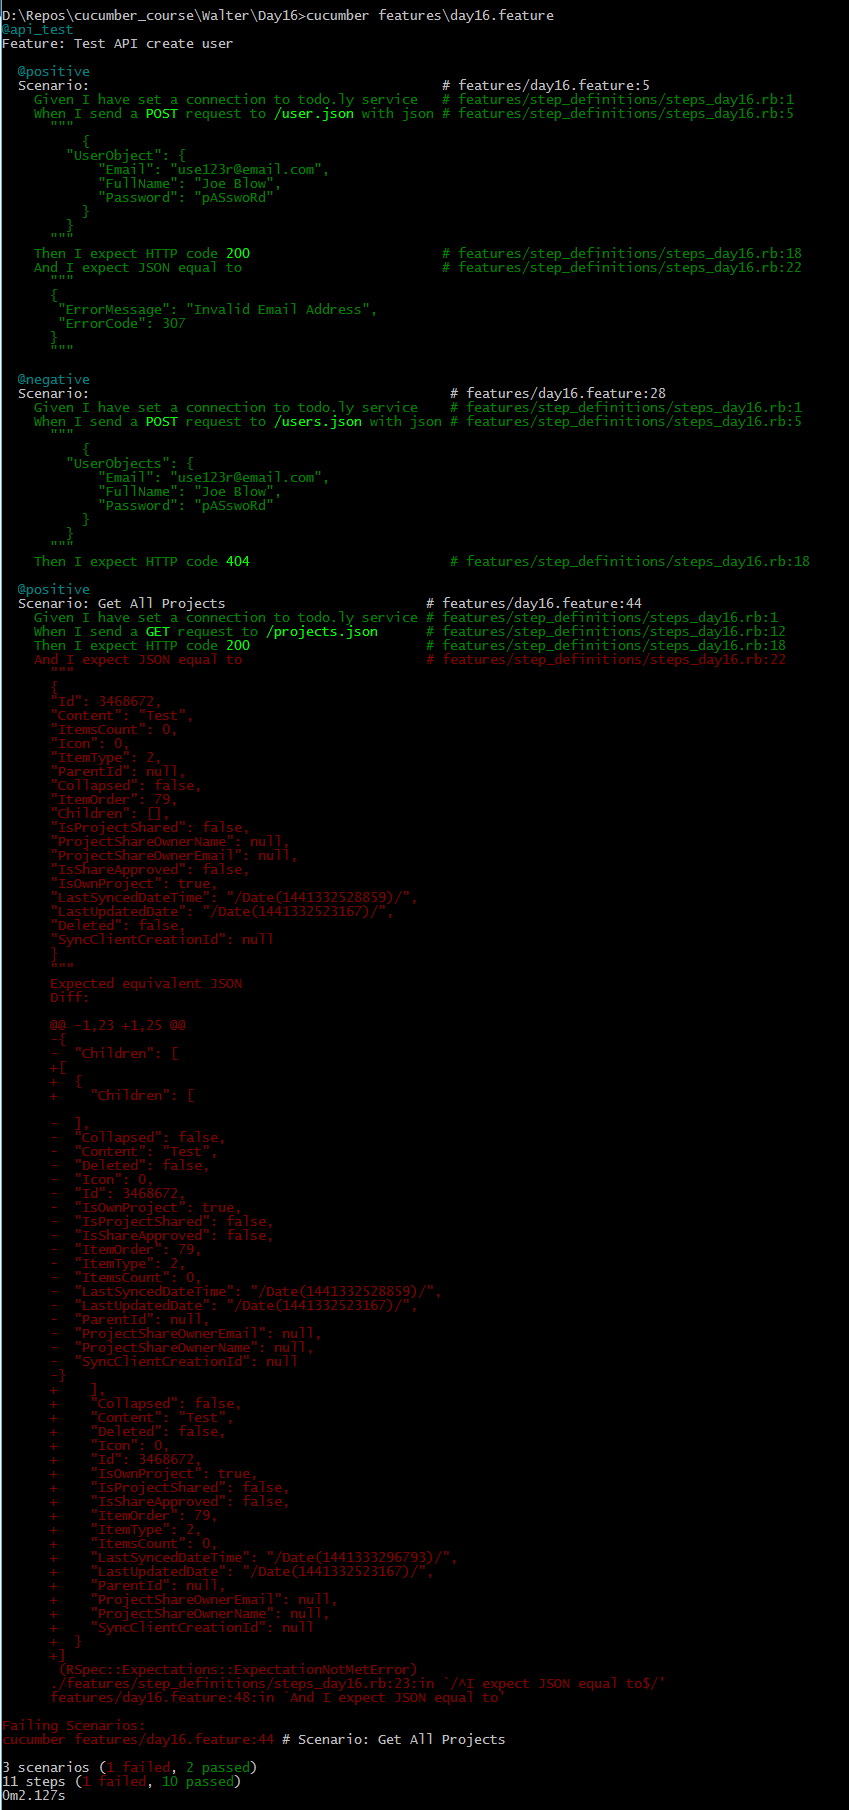 D:\Repos\cucumber_course\Walter\Day16>cucumber features\day16.feature
@api_test
Feature: Test API create user

  @positive
  Scenario:                                            # features/day16.feature:5
    Given I have set a connection to todo.ly service   # features/step_definitions/steps_day16.rb:1
    When I send a POST request to /user.json with json # features/step_definitions/steps_day16.rb:5
      """
          {
        "UserObject": {
            "Email": "use123r@email.com",
            "FullName": "Joe Blow",
            "Password": "pASswoRd"
          }
        }
      """
    Then I expect HTTP code 200                        # features/step_definitions/steps_day16.rb:18
    And I expect JSON equal to                         # features/step_definitions/steps_day16.rb:22
      """
      {
       "ErrorMessage": "Invalid Email Address",
       "ErrorCode": 307
      }
      """

  @negative
  Scenario:                                             # features/day16.feature:28
    Given I have set a connection to todo.ly service    # features/step_definitions/steps_day16.rb:1
    When I send a POST request to /users.json with json # features/step_definitions/steps_day16.rb:5
      """
          {
        "UserObjects": {
            "Email": "use123r@email.com",
            "FullName": "Joe Blow",
            "Password": "pASswoRd"
          }
        }
      """
    Then I expect HTTP code 404                         # features/step_definitions/steps_day16.rb:18

  @positive
  Scenario: Get All Projects                         # features/day16.feature:44
    Given I have set a connection to todo.ly service # features/step_definitions/steps_day16.rb:1
    When I send a GET request to /projects.json      # features/step_definitions/steps_day16.rb:12
    Then I expect HTTP code 200                      # features/step_definitions/steps_day16.rb:18
    And I expect JSON equal to                       # features/step_definitions/steps_day16.rb:22
      """
      {
      "Id": 3468672,
      "Content": "Test",
      "ItemsCount": 0,
      "Icon": 0,
      "ItemType": 2,
      "ParentId": null,
      "Collapsed": false,
      "ItemOrder": 79,
      "Children": [],
      "IsProjectShared": false,
      "ProjectShareOwnerName": null,
      "ProjectShareOwnerEmail": null,
      "IsShareApproved": false,
      "IsOwnProject": true,
      "LastSyncedDateTime": "/Date(1441332528859)/",
      "LastUpdatedDate": "/Date(1441332523167)/",
      "Deleted": false,
      "SyncClientCreationId": null
      }
      """
      Expected equivalent JSON
      Diff:

      @@ -1,23 +1,25 @@
      -{
      -  "Children": [
      +[
      +  {
      +    "Children": [

      -  ],
      -  "Collapsed": false,
      -  "Content": "Test",
      -  "Deleted": false,
      -  "Icon": 0,
      -  "Id": 3468672,
      -  "IsOwnProject": true,
      -  "IsProjectShared": false,
      -  "IsShareApproved": false,
      -  "ItemOrder": 79,
      -  "ItemType": 2,
      -  "ItemsCount": 0,
      -  "LastSyncedDateTime": "/Date(1441332528859)/",
      -  "LastUpdatedDate": "/Date(1441332523167)/",
      -  "ParentId": null,
      -  "ProjectShareOwnerEmail": null,
      -  "ProjectShareOwnerName": null,
      -  "SyncClientCreationId": null
      -}
      +    ],
      +    "Collapsed": false,
      +    "Content": "Test",
      +    "Deleted": false,
      +    "Icon": 0,
      +    "Id": 3468672,
      +    "IsOwnProject": true,
      +    "IsProjectShared": false,
      +    "IsShareApproved": false,
      +    "ItemOrder": 79,
      +    "ItemType": 2,
      +    "ItemsCount": 0,
      +    "LastSyncedDateTime": "/Date(1441333296793)/",
      +    "LastUpdatedDate": "/Date(1441332523167)/",
      +    "ParentId": null,
      +    "ProjectShareOwnerEmail": null,
      +    "ProjectShareOwnerName": null,
      +    "SyncClientCreationId": null
      +  }
      +]
       (RSpec::Expectations::ExpectationNotMetError)
      ./features/step_definitions/steps_day16.rb:23:in `/^I expect JSON equal to$/'
      features/day16.feature:48:in `And I expect JSON equal to'

Failing Scenarios:
cucumber features/day16.feature:44 # Scenario: Get All Projects

3 scenarios (1 failed, 2 passed)
11 steps (1 failed, 10 passed)
0m2.127s